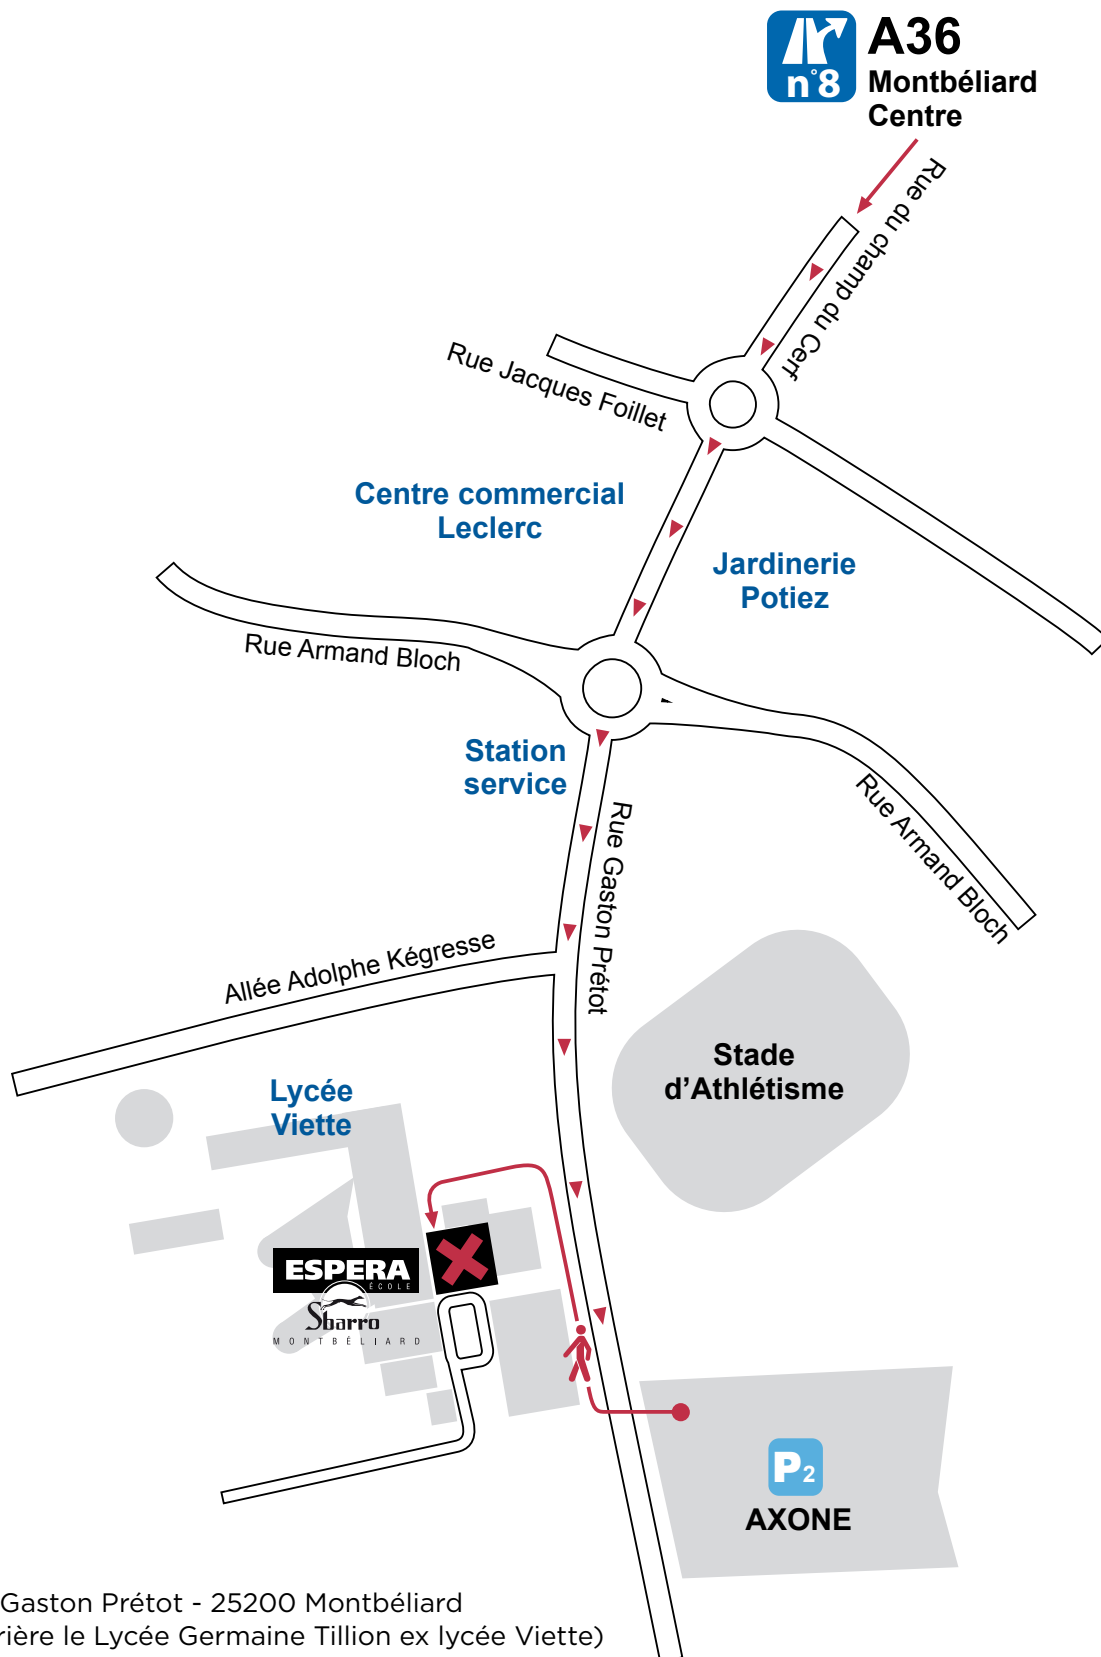 n°8
A36
Montbéliard
Centre
Rue du champ du Cerf
Rue Jacques Foillet
Centre commercial
Leclerc
Jardinerie
Potiez
Rue Armand Bloch
Station
service
Rue Gaston Prétot
Rue Armand Bloch
Allée Adolphe Kégresse
Stade
d'Athlétisme
Lycée
Viette
ESPERA
ÉCOLE
Sbarro
MONTBÉLIARD
P2
AXONE
Gaston Prétot - 25200 Montbéliard
rière le Lycée Germaine Tillion ex lycée Viette)